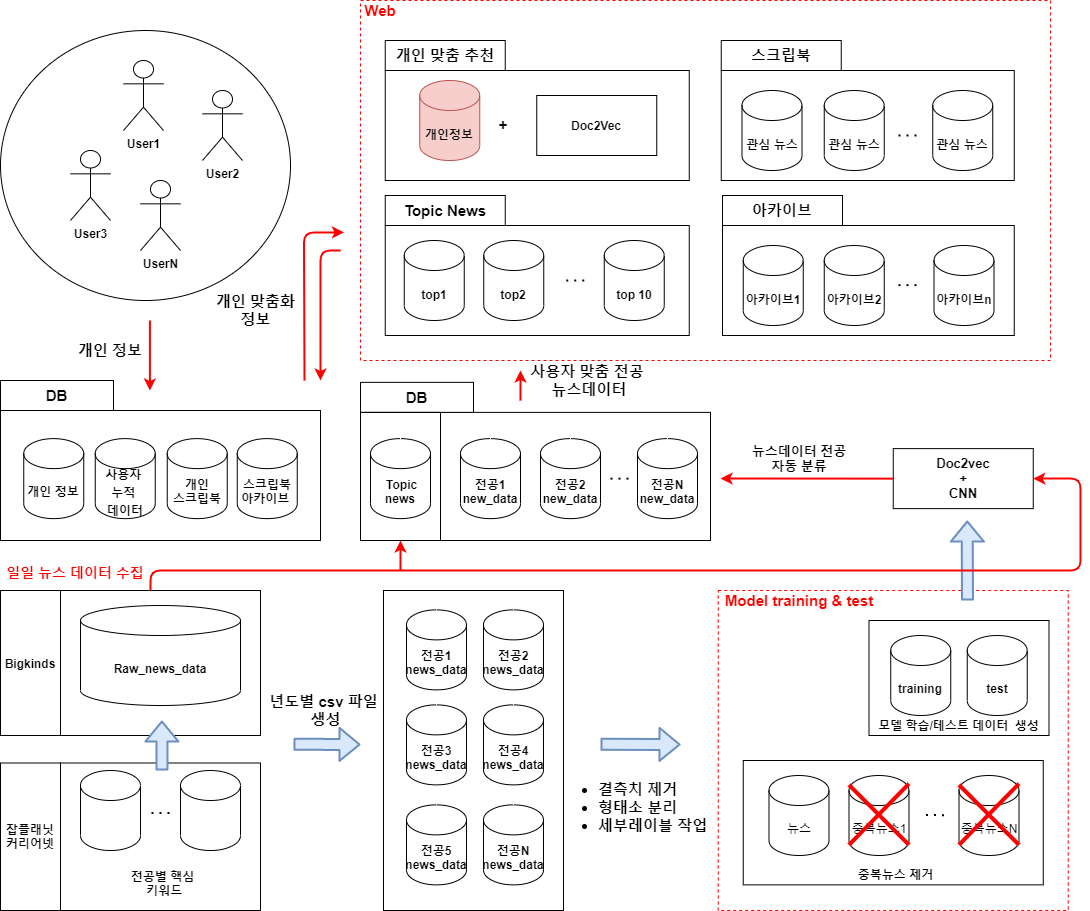 Web
개인 맞춤 추천
개인정보
+
Doc2Vec
스크립북
관심 뉴스
관심 뉴스
...
관심 뉴스
Topic News
top1
top2
...
top 10
아카이브
아카이브1
아카이브2
...
아카이브n
User1
User2
User3
UserN
개인 맞춤화
정보
개인 정보
사용자 맞춤 전공
뉴스데이터
DB
개인 정보
사용자
누적
데이터
개인
스크립북
스크립북
아카이브
DB
Topic
news
전공1
new_data
전공2
new_data
...
전공N
new_data
뉴스데이터 전공
자동 분류
Doc2vec
+
CNN
일일 뉴스 데이터 수집
Bigkinds
Raw_news_data
잡플래닛
커리어넷
...
전공별 핵심
키워드
년도별 csv 파일
생성
전공1
news_data
전공2
news_data
전공3
news_data
전공4
news_data
전공5
news_data
전공N
news_data
• 결측치 제거
• 형태소 분리
• 세부레이블 작업
Model training & test
training
test
모델 학습/테스트 데이터 생성
뉴스
중복뉴스1
...
중복뉴스N
중복뉴스 제거